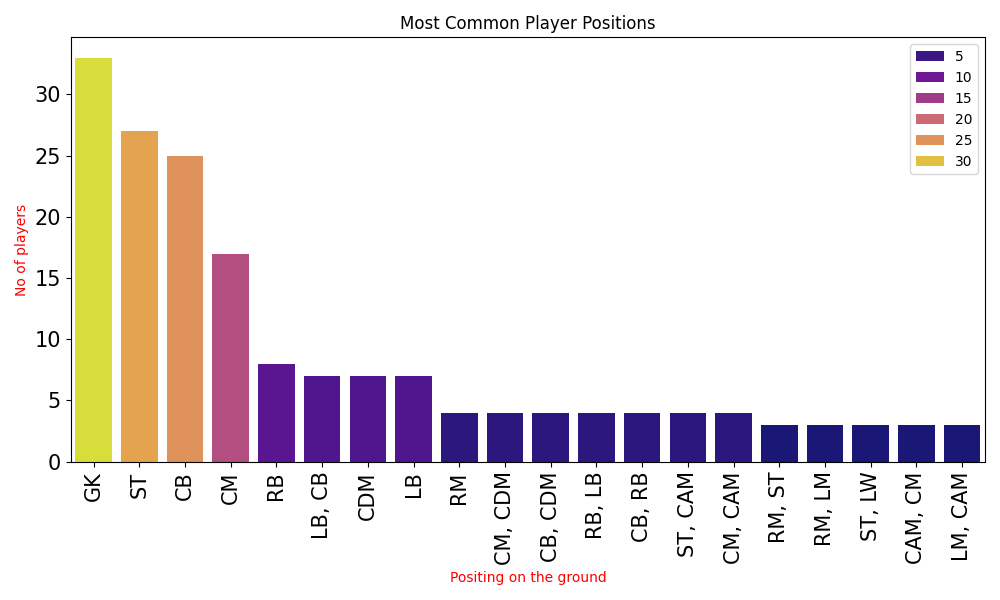 Most Common Player Positions
No of players
30
25
20
15
10
5
0
5
10
15
20
25
30
GK
ST
CB
CM
RB
LB, CB
CDM
LB
RM
CM, CDM
CB, CDM
RB, LB
CB, RB
ST, CAM
CM, CAM
RM, ST
RM, LM
ST, LW
CAM, CM
LM, CAM
Positing on the ground